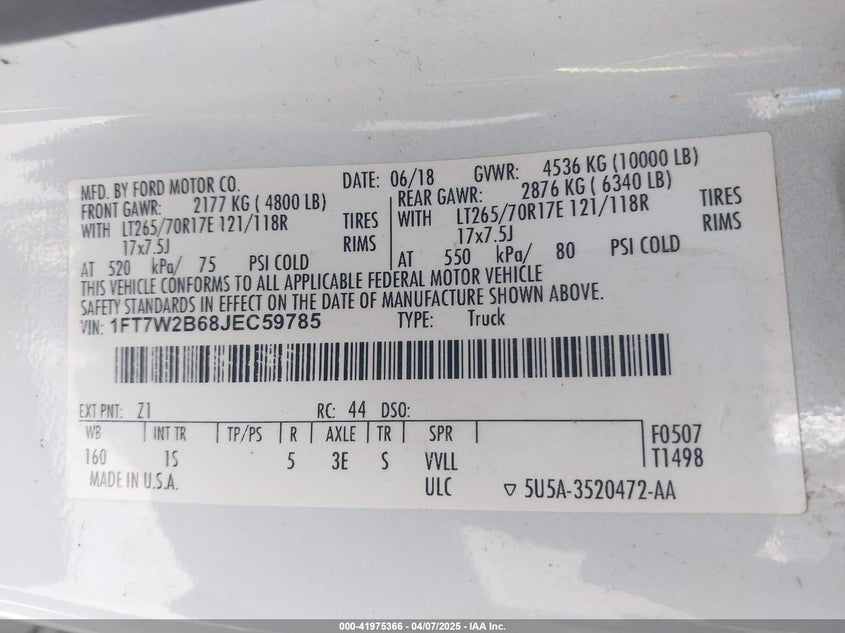 MFD. BY FORD MOTOR CO. DATE: 06/18 GVWR: 4536 KG (10000 LB)
FRONT GAWR: 2177 KG ( 4800 LB) REAR GAWR: 2876 KG ( 6340 LB)
WITH LT265/70R17E 121/118R TIRES WITH LT265/70R17E 121/118R TIRES
17x7.5J RIMS 17x7.5J RIMS
AT 520 kPa/ 75 PSI COLD AT 550 kPa/ 80 PSI COLD
THIS VEHICLE CONFORMS TO ALL APPLICABLE FEDERAL MOTOR VEHICLE
SAFETY STANDARDS IN EFFECT ON THE DATE OF MANUFACTURE SHOWN ABOVE.
VIN: 1FT7W2B68JEC59785 TYPE: Truck
EXT PNT: Z1 RC: 44 DSO:
WB INT TR TP/PS R AXLE TR SPR F0507
160 1S 5 3E S VVLL T1498
MADE IN U.S.A. ULC ▽ 5U5A-3520472-AA
000-41975366 - 04/07/2025 - IAA Inc.